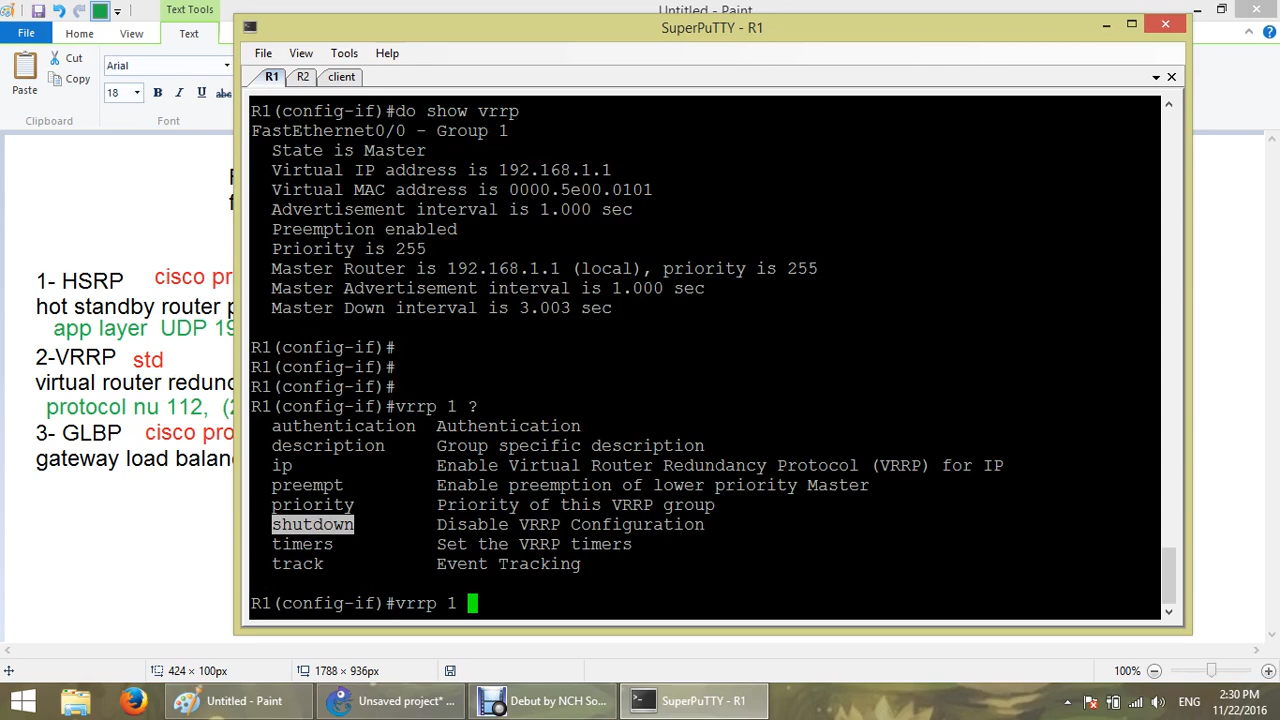 Text Tools
Untitled - Paint
File
Home
View
Text
Paste
Cut
Copy
Clipboard
Arial
18
B I U abc
Font
1- HSRP cisco pr
hot standby router p
app layer UDP 19
2-VRRP std
virtual router redund
protocol nu 112, (2
3- GLBP cisco pro
gateway load balan
SuperPuTTY - R1
File View Tools Help
R1 R2 client
R1(config-if)#do show vrrp
FastEthernet0/0 - Group 1
State is Master
Virtual IP address is 192.168.1.1
Virtual MAC address is 0000.5e00.0101
Advertisement interval is 1.000 sec
Preemption enabled
Priority is 255
Master Router is 192.168.1.1 (local), priority is 255
Master Advertisement interval is 1.000 sec
Master Down interval is 3.003 sec
R1(config-if)#
R1(config-if)#
R1(config-if)#
R1(config-if)#vrrp 1 ?
authentication Authentication
description Group specific description
ip Enable Virtual Router Redundancy Protocol (VRRP) for IP
preempt Enable preemption of lower priority Master
priority Priority of this VRRP group
shutdown Disable VRRP Configuration
timers Set the VRRP timers
track Event Tracking
R1(config-if)#vrrp 1
424 × 100px
1788 × 936px
100%
Untitled - Paint
Unsaved project* ...
Debut by NCH So...
SuperPuTTY - R1
ENG
2:30 PM
11/22/2016